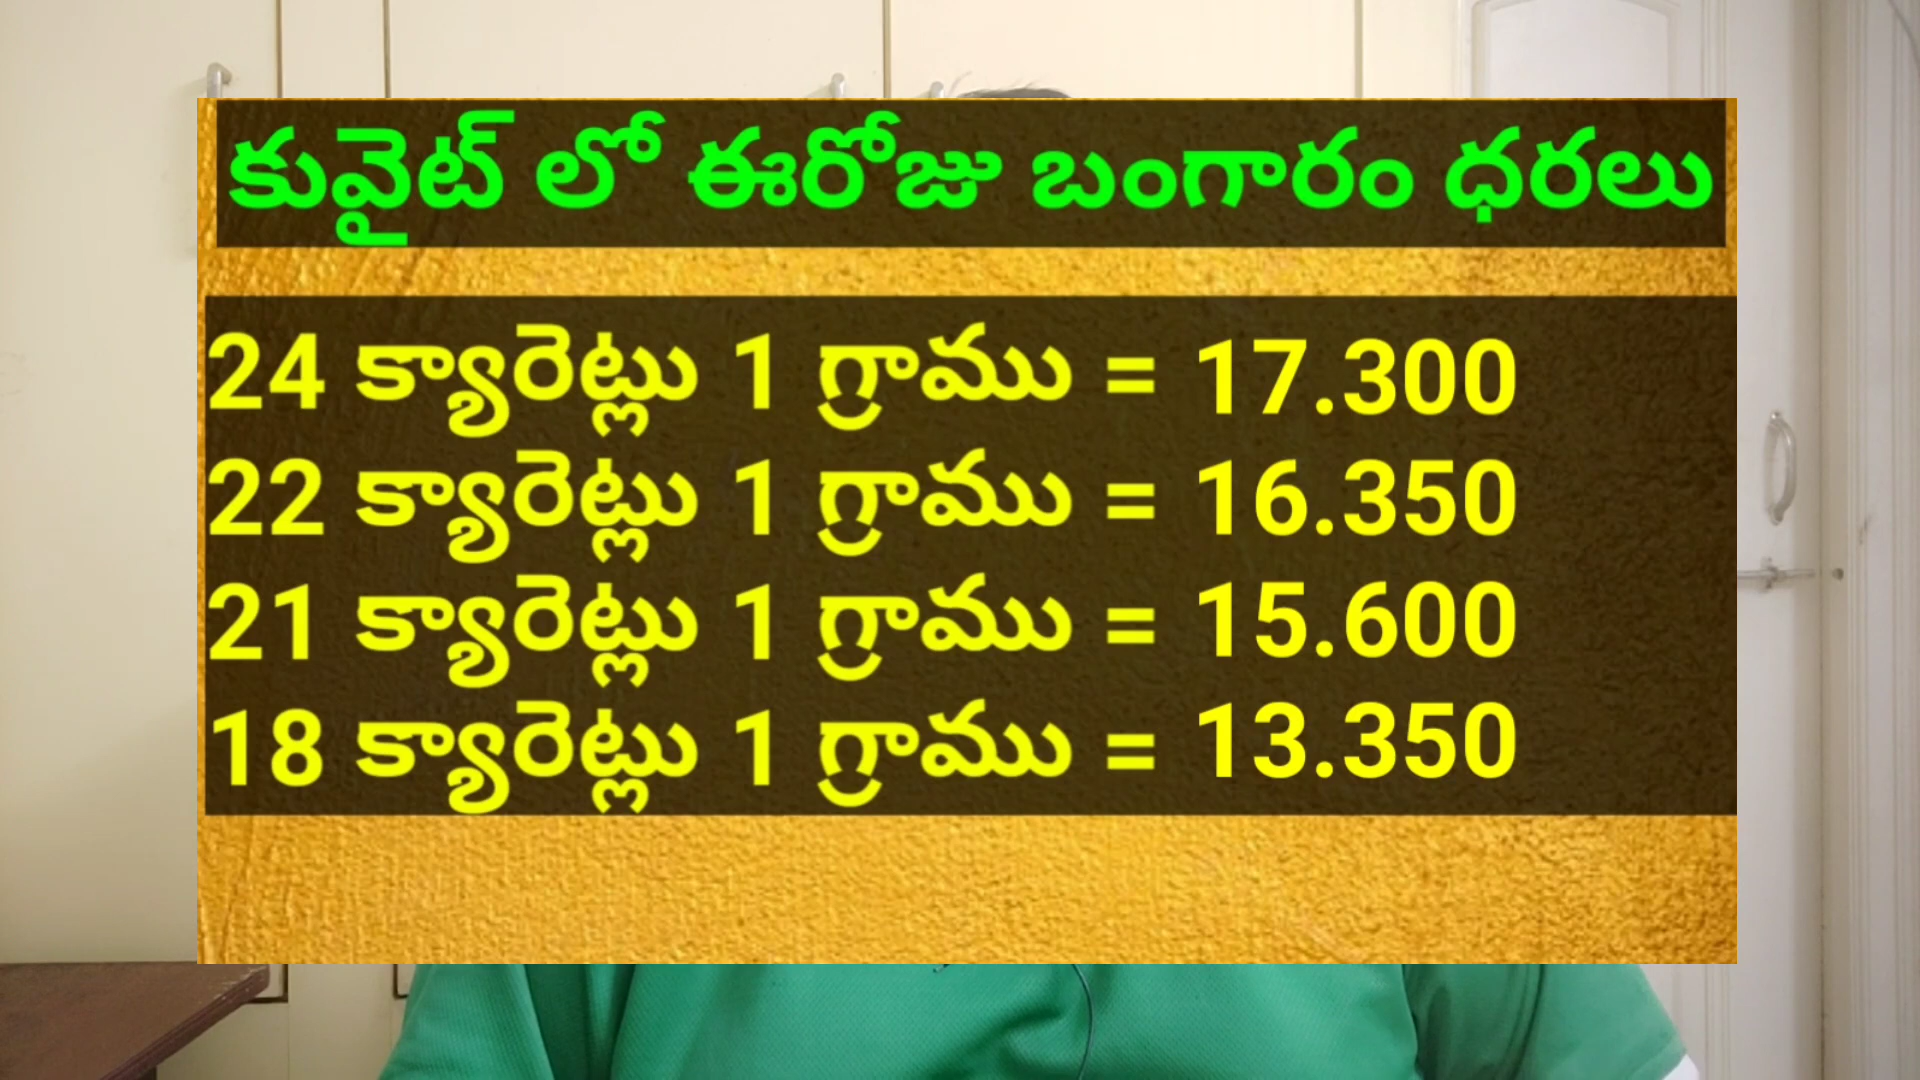 కువైట్ లో ఈరోజు బంగారం ధరలు
24 క్యారెట్లు 1 గ్రాము = 17.300
22 క్యారెట్లు 1 గ్రాము = 16.350
21 క్యారెట్లు 1 గ్రాము = 15.600
18 క్యారెట్లు 1 గ్రాము = 13.350